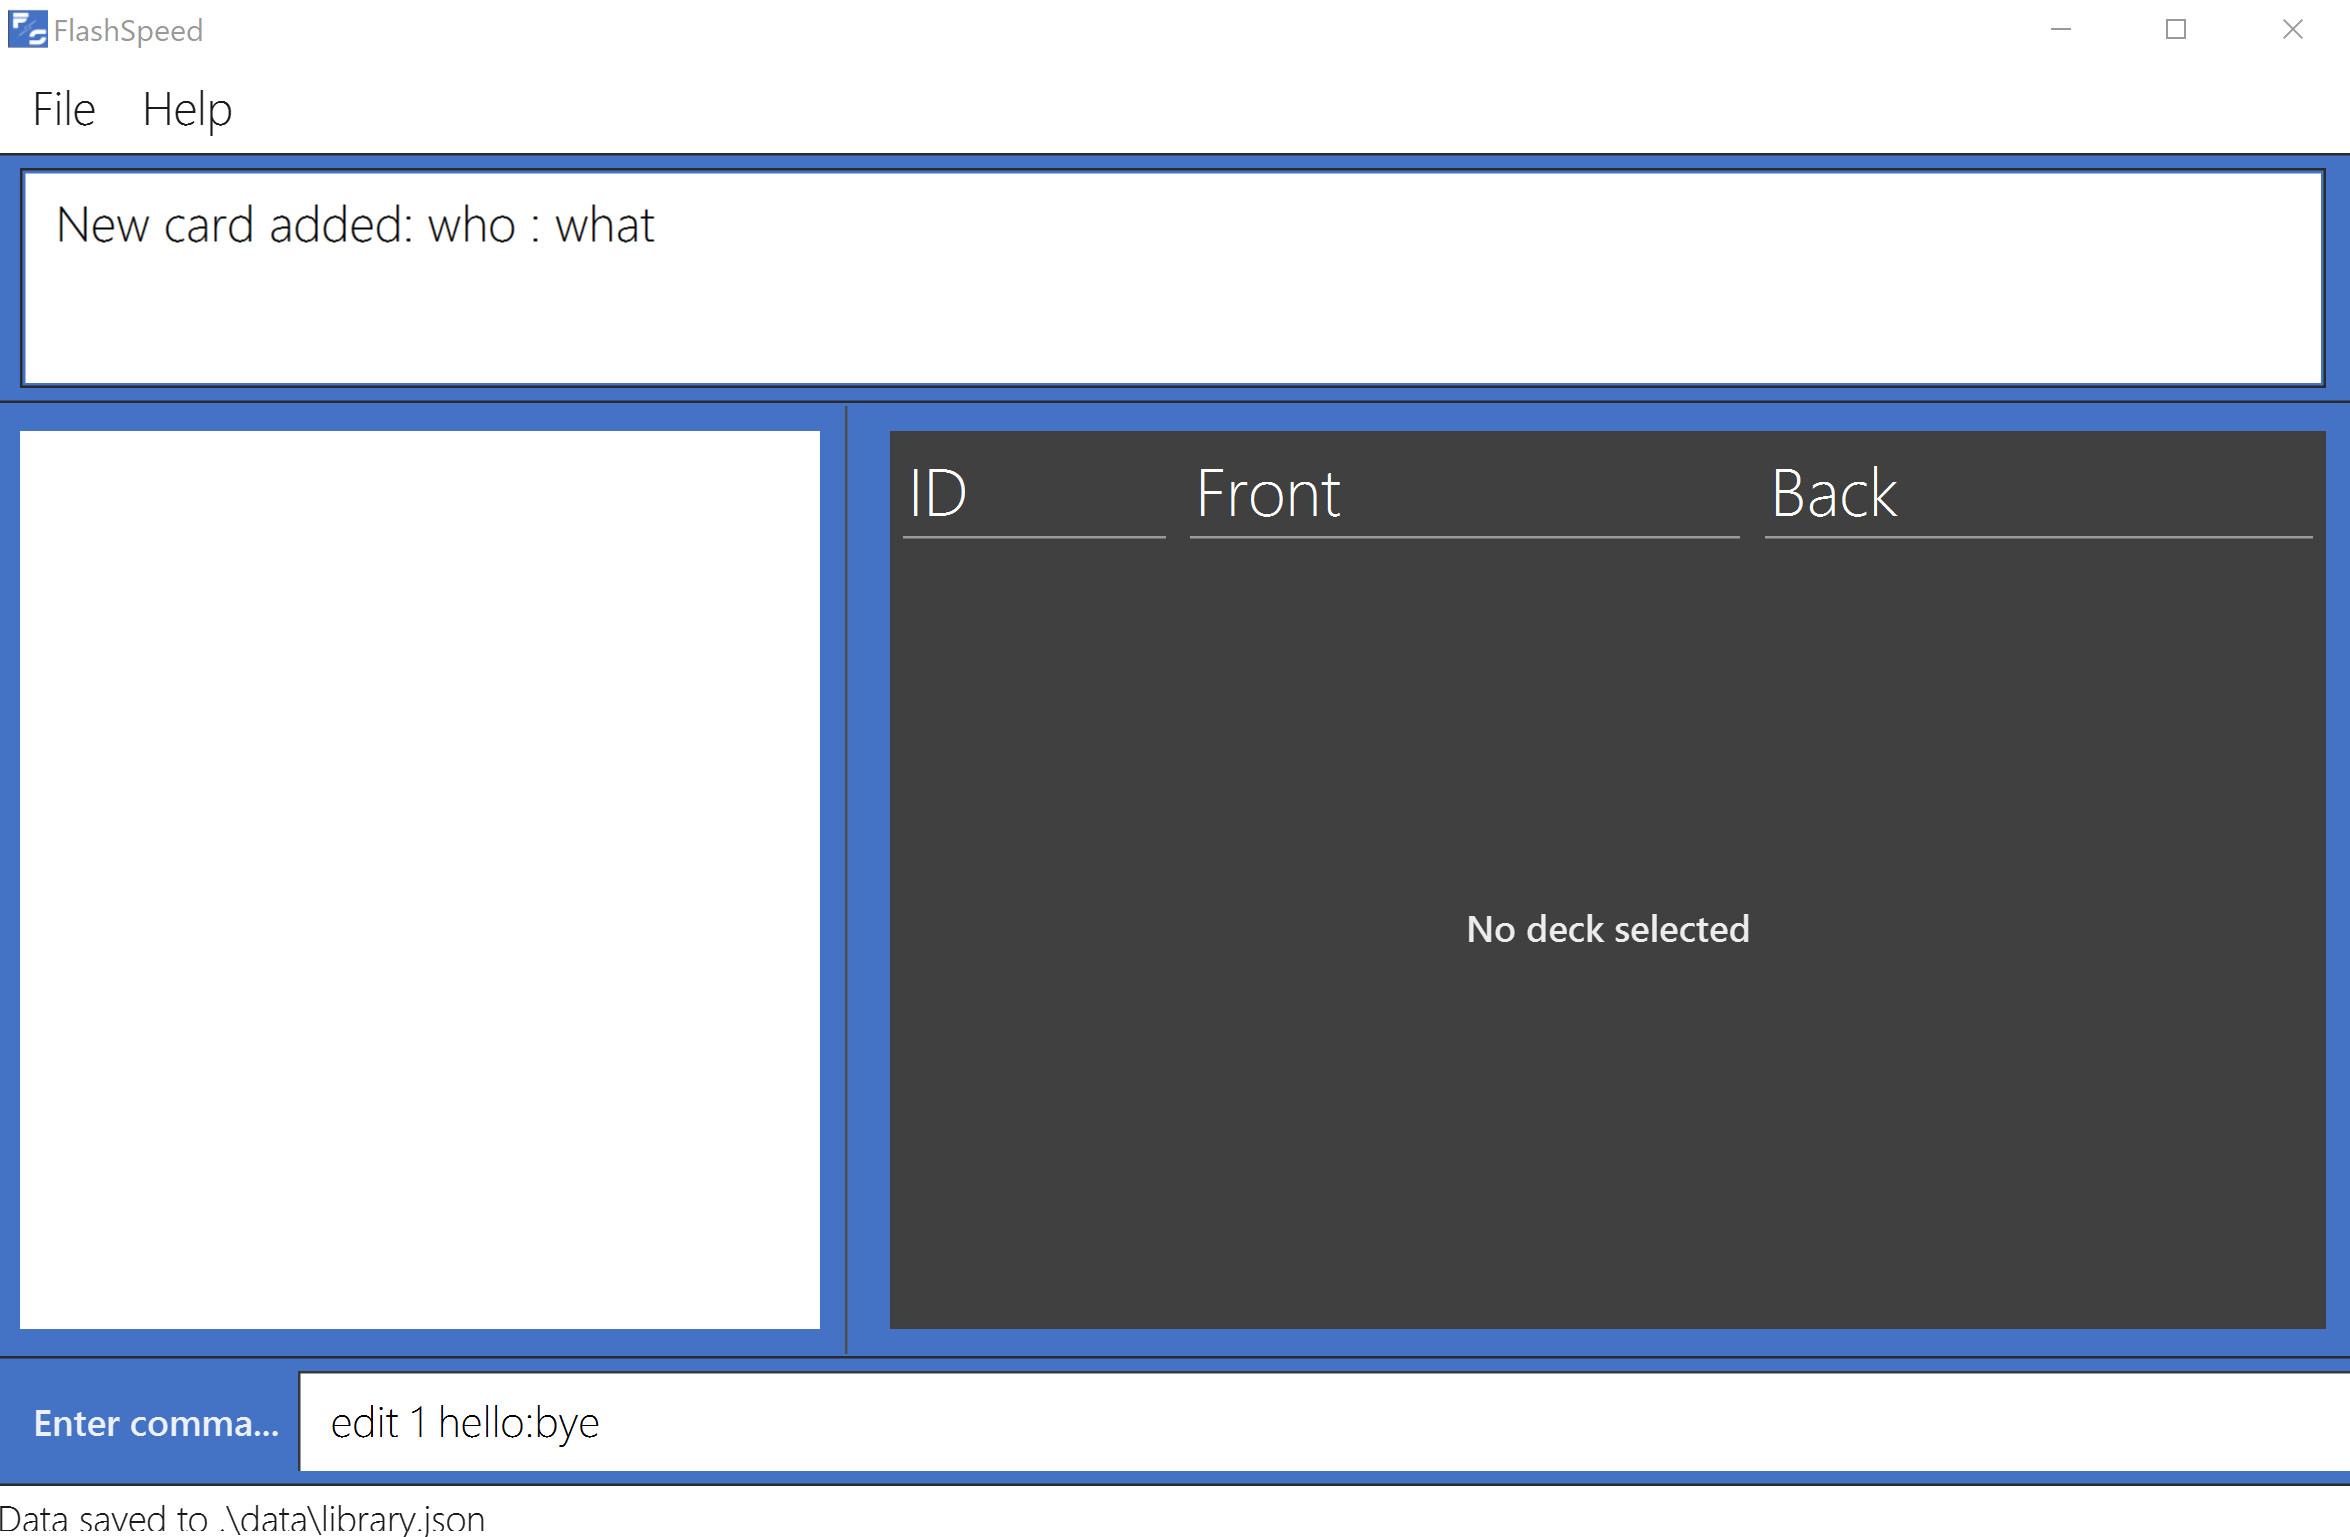 FlashSpeed
File Help
New card added: who : what
ID Front Back
No deck selected
Enter comma... edit 1 hello:bye
Data saved to .\data\library.json